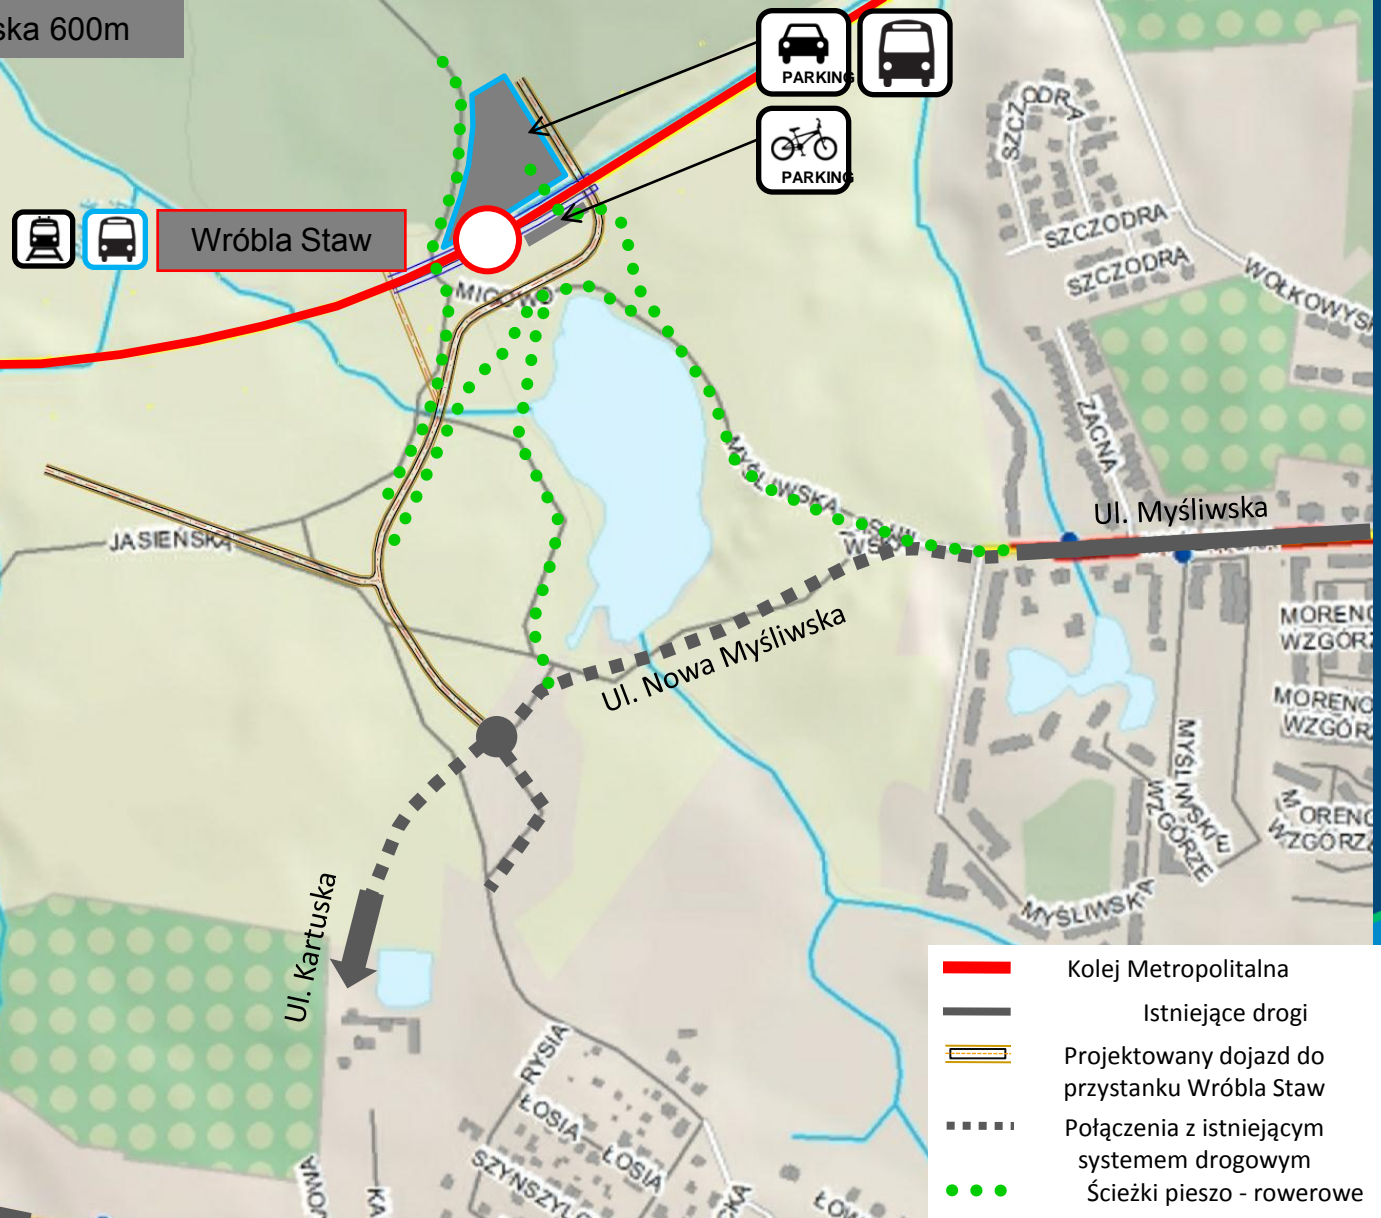 ska 600m
PARKING
PARKING
Wróbla Staw
MIGOWO
SZCZODRA
SZCZODRA
SZCZODRA
WOŁKOWYSK
ZACNA
MYŚLIWSKA
Ul. Myśliwska
JASIEŃSKA
Ul. Nowa Myśliwska
MORENO
WZGÓRZ
MORENO
WZGÓRZ
MYŚLIWSKIE
WZGÓRZE
MORENO
WZGÓRZ
MYŚLIWSKA
Ul. Kartuska
RYSIA
ŁOSIA
ŁOSIA
Kolej Metropolitalna
Istniejące drogi
Projektowany dojazd do
przystanku Wróbla Staw
Połączenia z istniejącym
systemem drogowym
Ścieżki pieszo - rowerowe